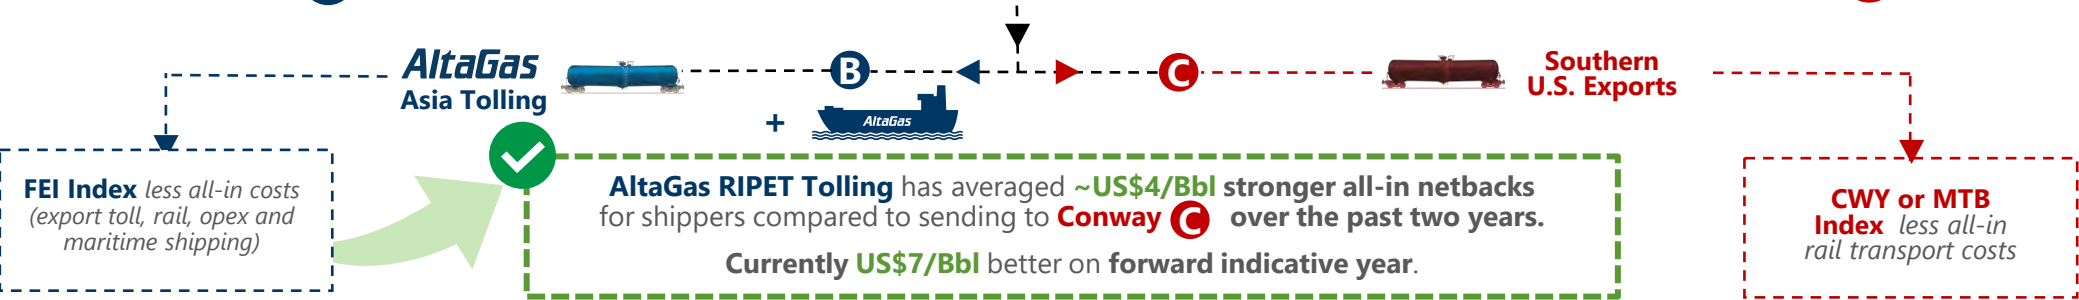 AltaGas
Asia Tolling
B
C
Southern
U.S. Exports
+
AltaGas
FEI Index less all-in costs
(export toll, rail, opex and
maritime shipping)
AltaGas RIPET Tolling has averaged ~US$4/Bbl stronger all-in netbacks
for shippers compared to sending to Conway C over the past two years.
Currently US$7/Bbl better on forward indicative year.
CWY or MTB
Index less all-in
rail transport costs